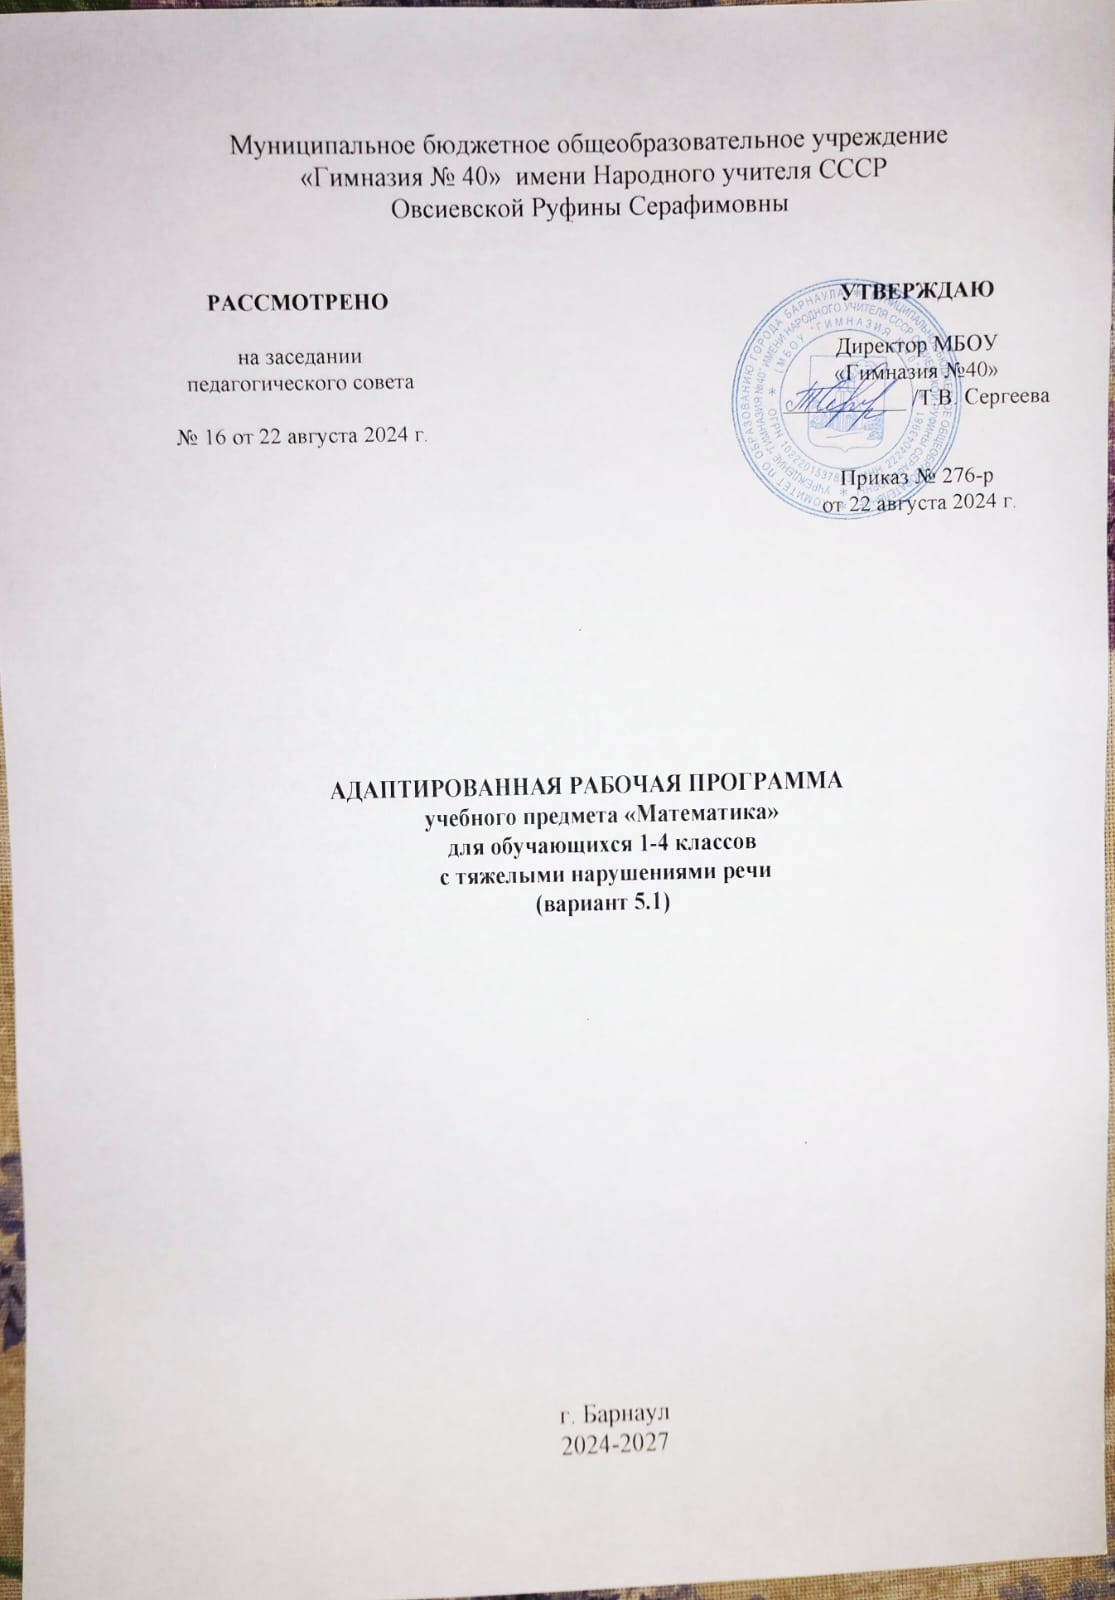 Муниципальное бюджетное общеобразовательное учреждение
«Гимназия № 40» имени Народного учителя СССР
Овсиевской Руфины Серафимовны
РАССМОТРЕНО
на заседании
педагогического совета
№ 16 от 22 августа 2024 г.
УТВЕРЖДАЮ
Директор МБОУ
«Гимназия №40»
/Т.В. Сергеева
Приказ № 276-р
от 22 августа 2024 г.
АДАПТИРОВАННАЯ РАБОЧАЯ ПРОГРАММА
учебного предмета «Математика»
для обучающихся 1-4 классов
с тяжелыми нарушениями речи
(вариант 5.1)
г. Барнаул
2024-2027